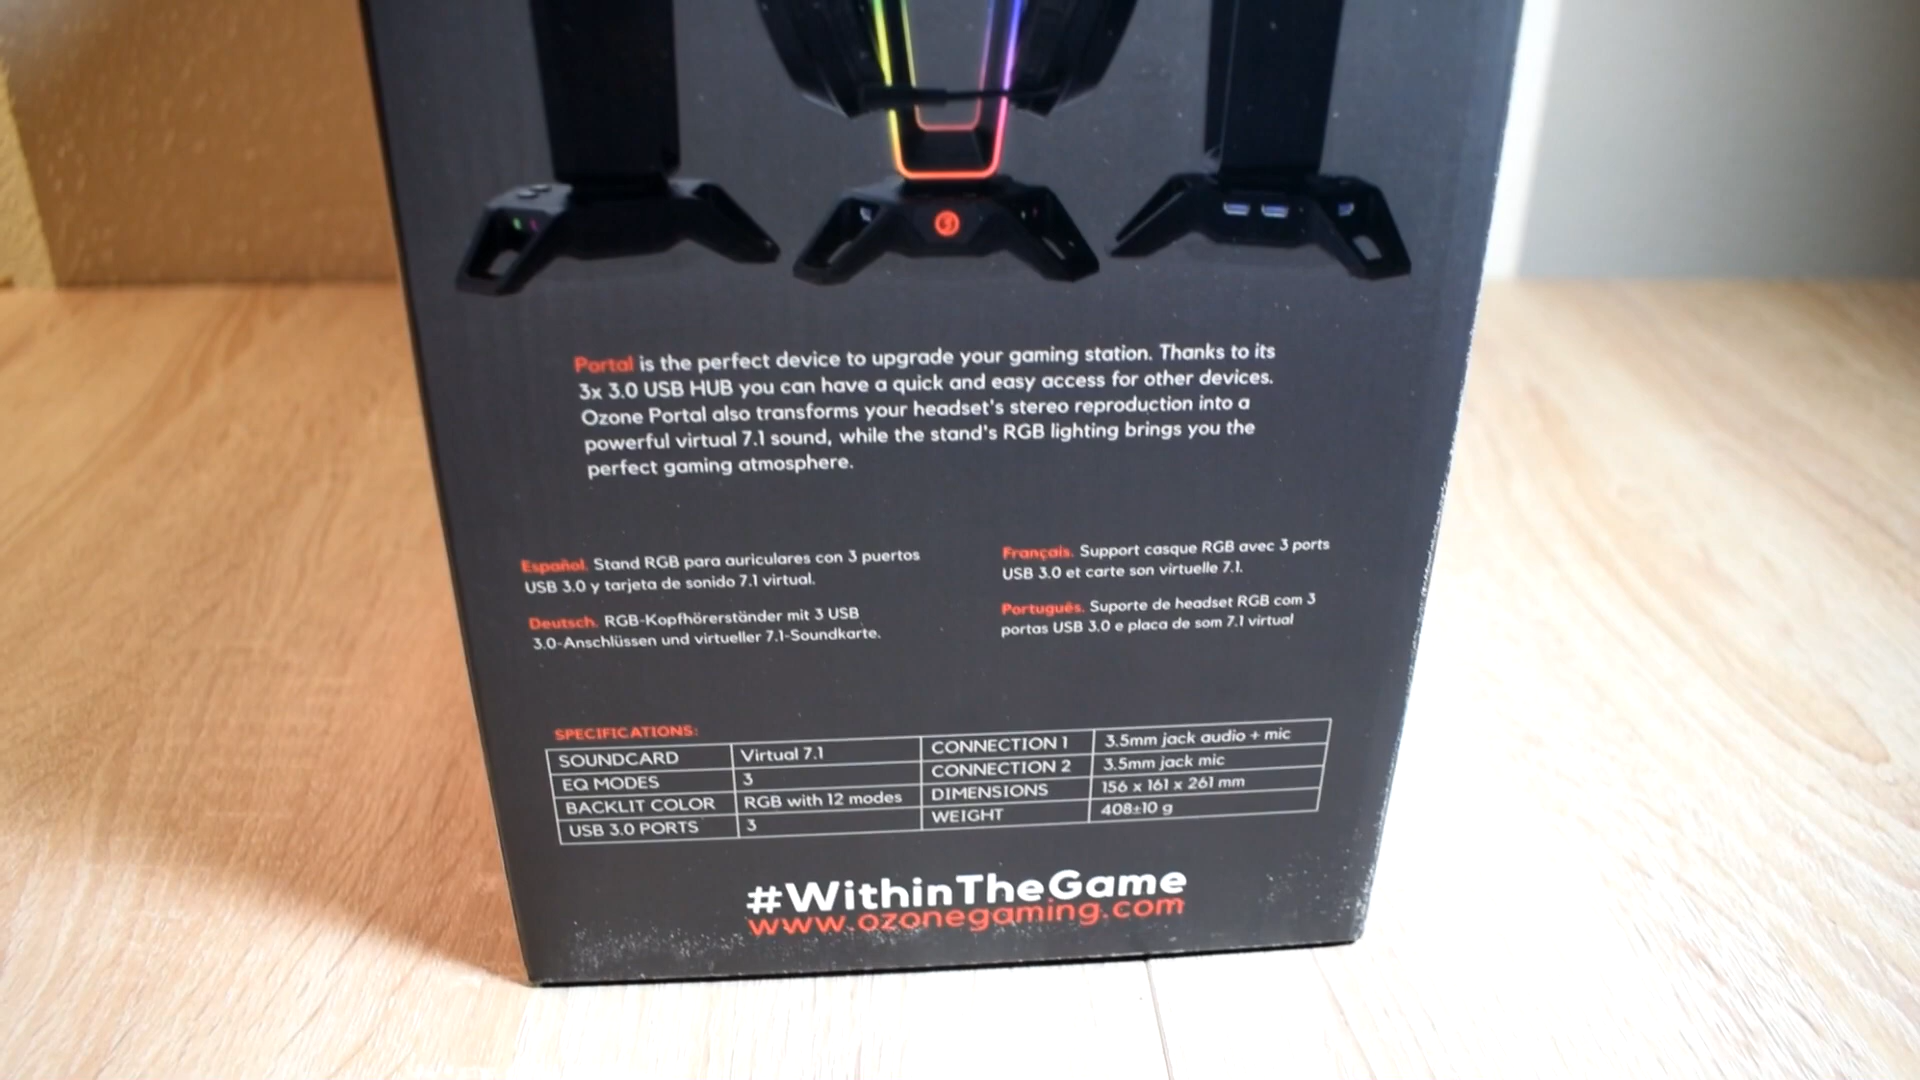 Portal is the perfect device to upgrade your gaming station. Thanks to its
3x 3.0 USB HUB you can have a quick and easy access for other devices.
Ozone Portal also transforms your headset's stereo reproduction into a
powerful virtual 7.1 sound, while the stand's RGB lighting brings you the
perfect gaming atmosphere.
Español. Stand RGB para auriculares con 3 puertos
USB 3.0 y tarjeta de sonido 7.1 virtual.
Deutsch. RGB-Kopfhörerständer mit 3 USB
3.0-Anschlüssen und virtueller 7.1-Soundkarte.
Français. Support casque RGB avec 3 ports
USB 3.0 et carte son virtuelle 7.1.
Português. Suporte de headset RGB com 3
portas USB 3.0 e placa de som 7.1 virtual
SPECIFICATIONS:
SOUNDCARD Virtual 7.1 CONNECTION 1 3.5mm jack audio + mic
EQ MODES 3 CONNECTION 2 3.5mm jack mic
BACKLIT COLOR RGB with 12 modes DIMENSIONS 156 x 161 x 261 mm
USB 3.0 PORTS 3 WEIGHT 408±10 g
#WithinTheGame
www.ozonegaming.com